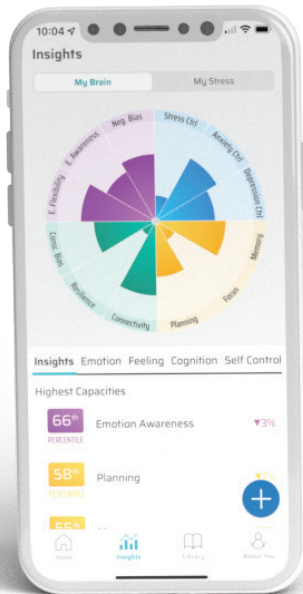 10:04
Insights
My Brain My Stress
Neg. Bias
Stress Ctrl
E. Awareness
Anxiety Ctrl
E. Flexibility
Depression Ctrl
Consc. Bias
Memory
Resilience
Focus
Connectivity
Planning
Insights Emotion Feeling Cognition Self Control
Highest Capacities
66th
PERCENTILE
Emotion Awareness
▼3%
58th
PERCENTILE
Planning
55th
Home Insights Library About You